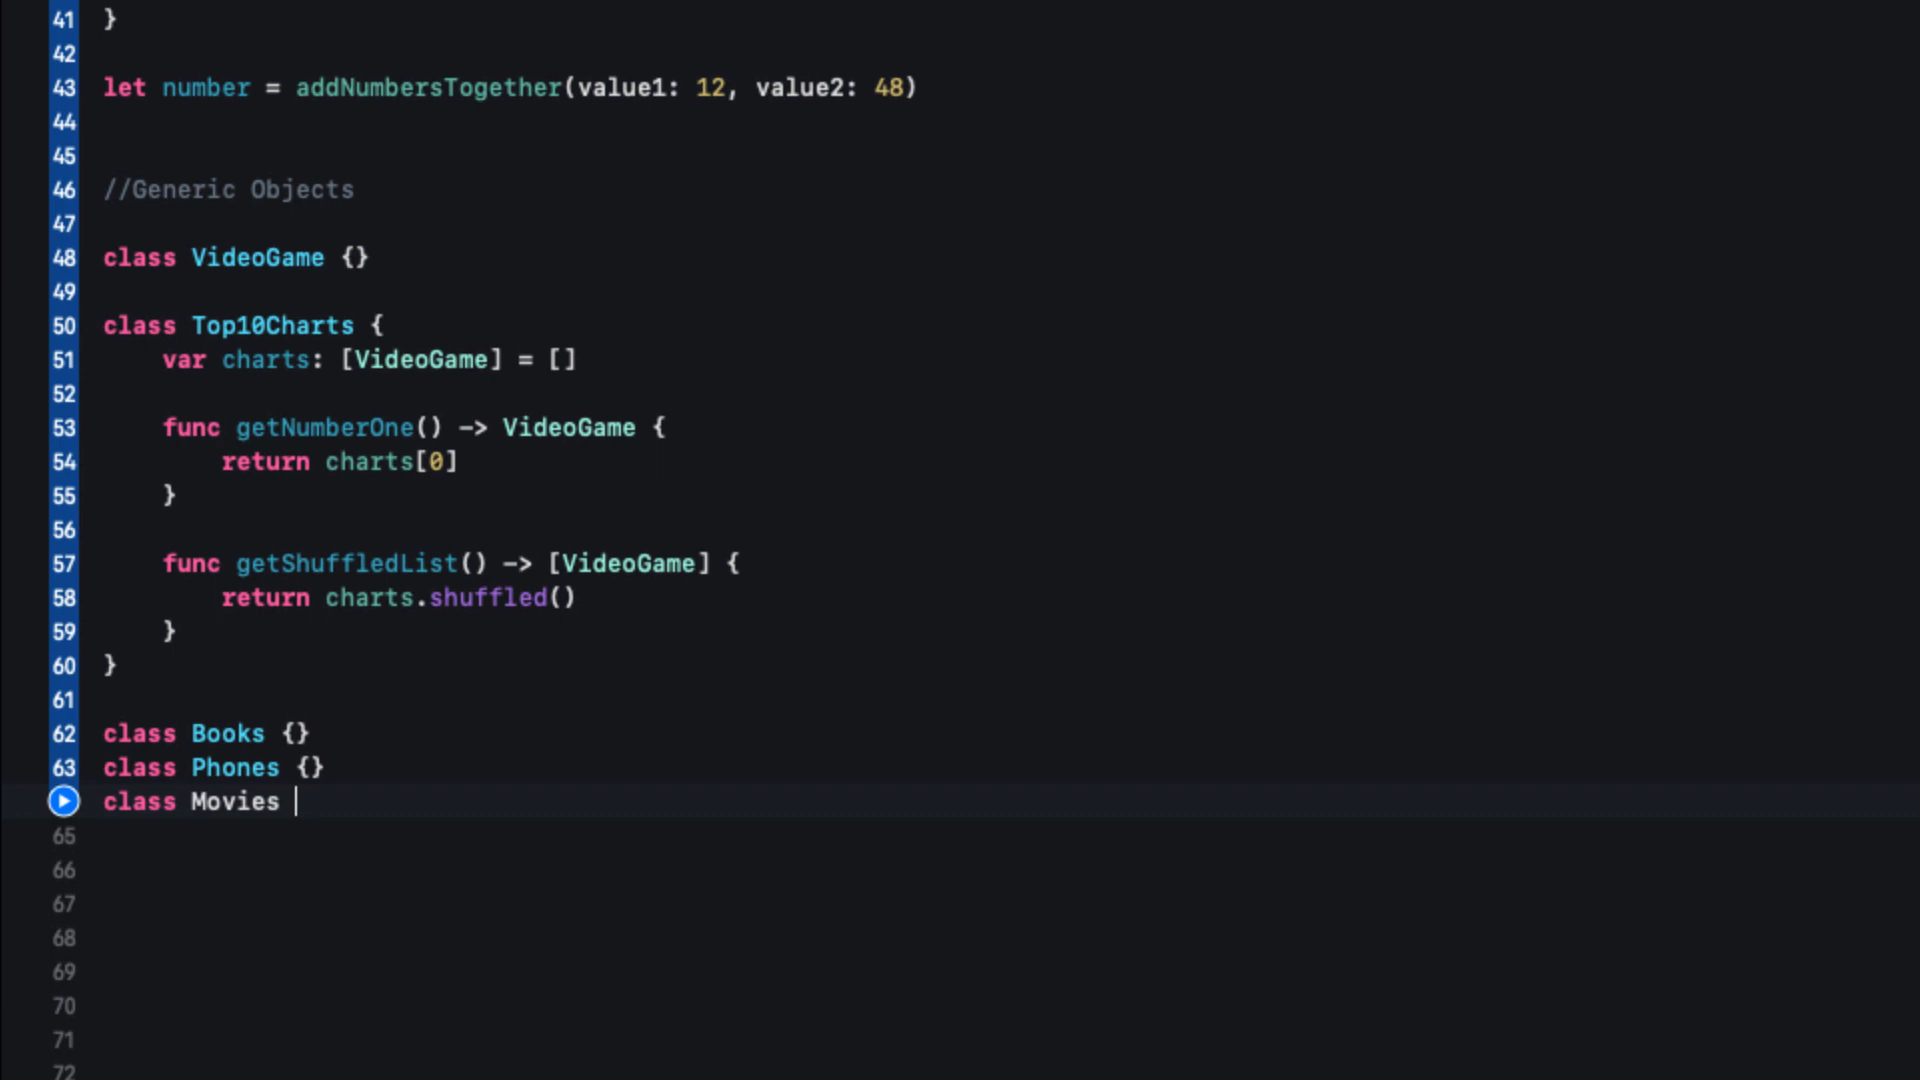 41 }
42
43 let number = addNumbersTogether(value1: 12, value2: 48)
44
45
46 //Generic Objects
47
48 class VideoGame {}
49
50 class Top10Charts {
51     var charts: [VideoGame] = []
52
53     func getNumberOne() -> VideoGame {
54         return charts[0]
55     }
56
57     func getShuffledList() -> [VideoGame] {
58         return charts.shuffled()
59     }
60 }
61
62 class Books {}
63 class Phones {}
class Movies
65
66
67
68
69
70
71
72